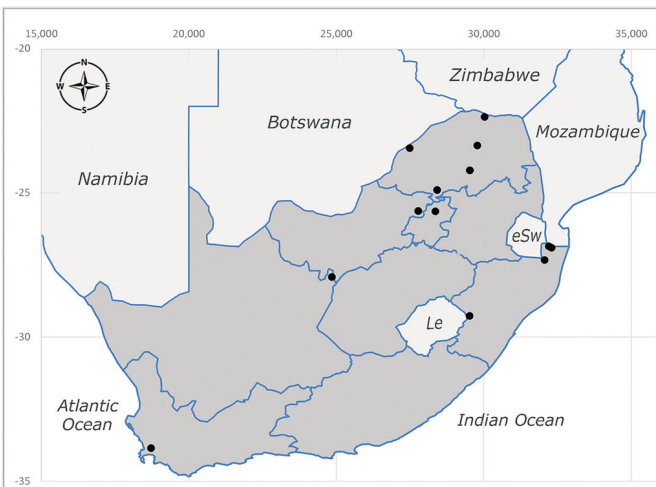 15,000 20,000 25,000 30,000 35,000
-20
N
W E
S
Zimbabwe
Botswana
Mozambique
Namibia
-25
eSw
-30
Le
Atlantic
Ocean
Indian Ocean
-35